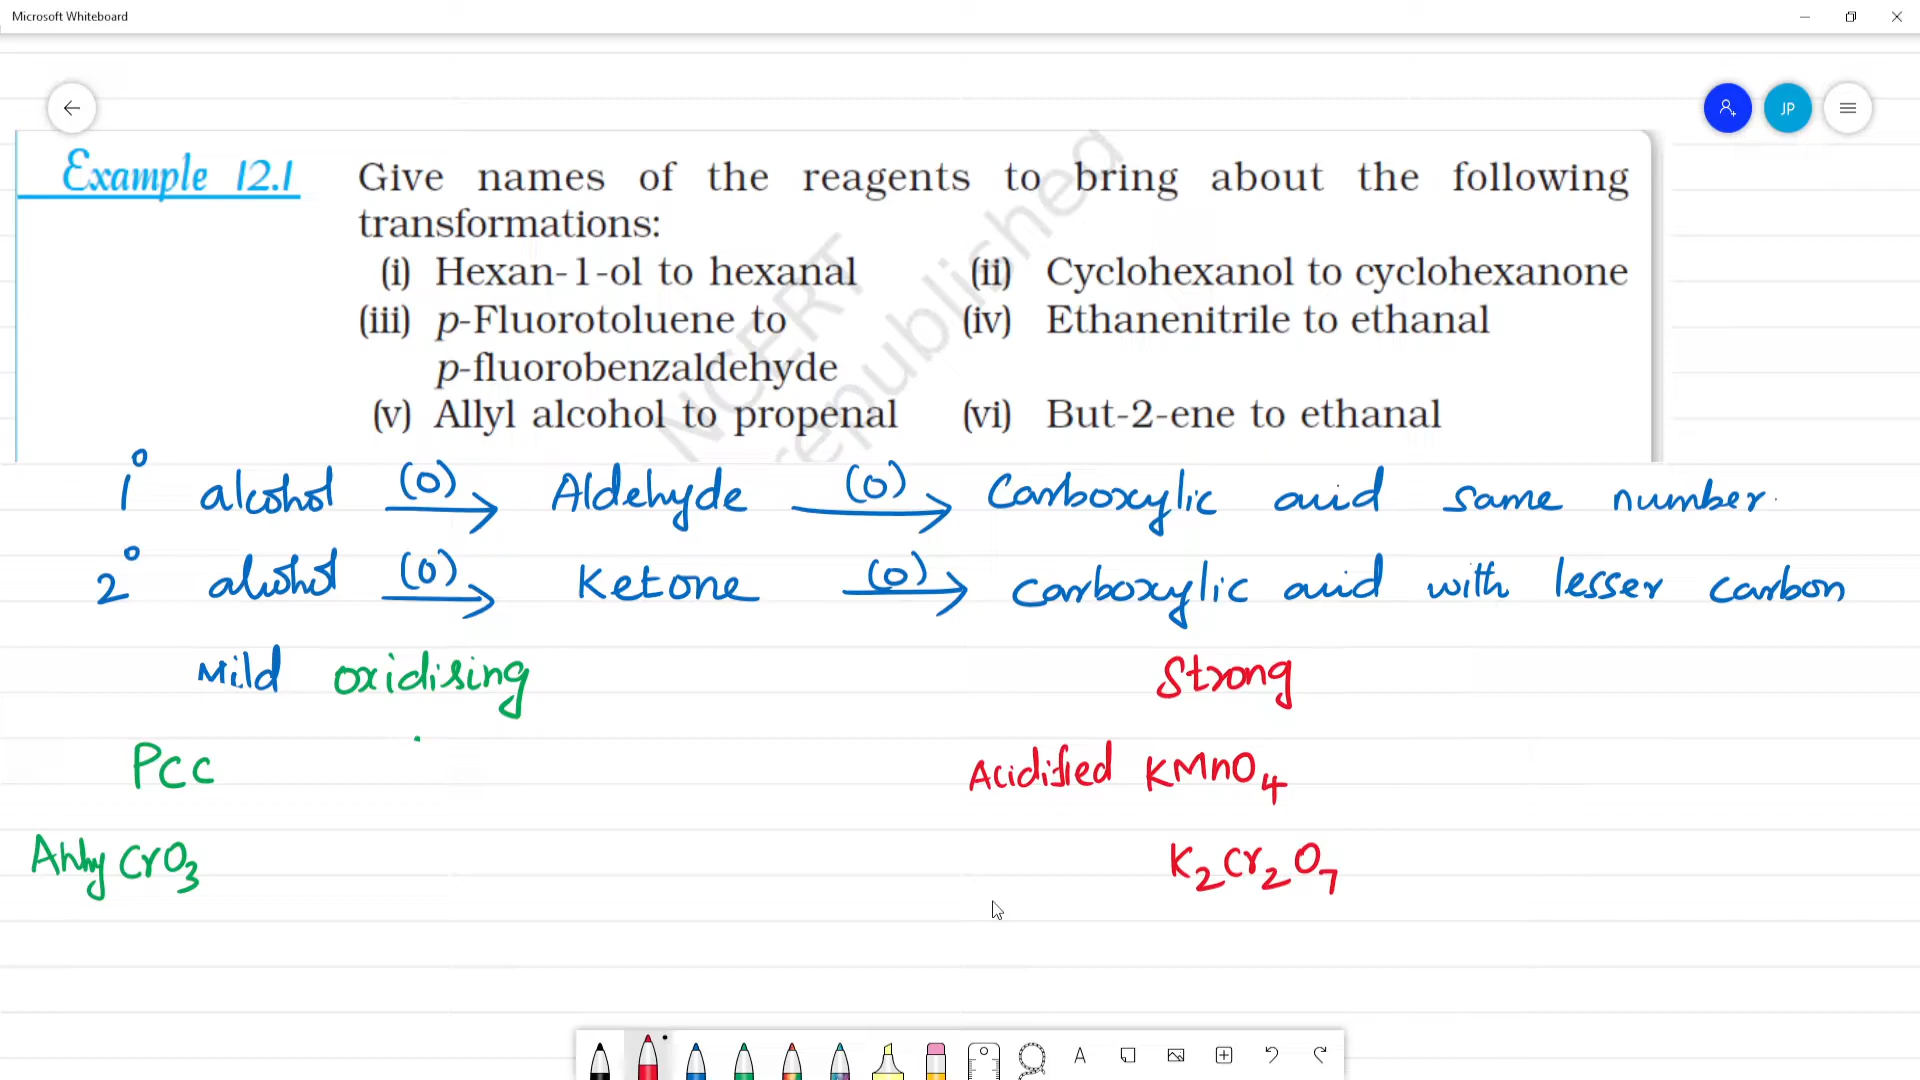 Microsoft Whiteboard
JP
Example 12.1 Give names of the reagents to bring about the following
transformations:
(i) Hexan-1-ol to hexanal (ii) Cyclohexanol to cyclohexanone
(iii) p-Fluorotoluene to (iv) Ethanenitrile to ethanal
p-fluorobenzaldehyde
(v) Allyl alcohol to propenal (vi) But-2-ene to ethanal
NCERT
republished
1° alcohol (O)→ Aldehyde (O)→ Carboxylic acid same number.
2° alcohol (O)→ Ketone (O)→ carboxylic acid with lesser carbon
Mild oxidising Strong
PCC Acidified KMnO4
Anhy CrO3 K2Cr2O7
A